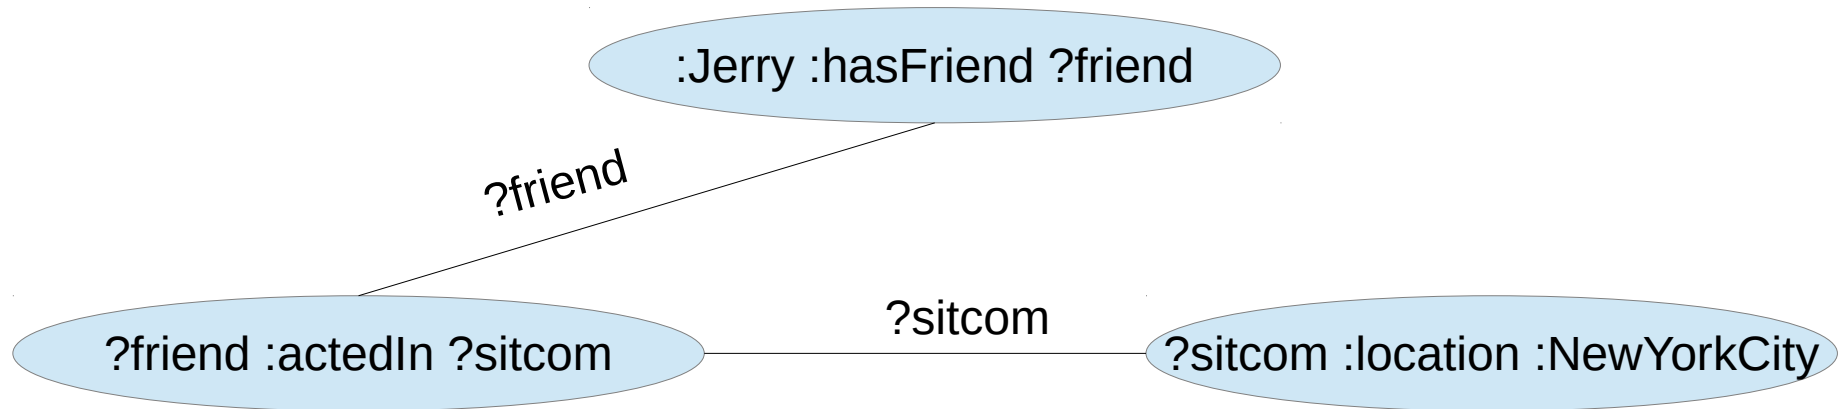 :Jerry :hasFriend ?friend
?friend
?sitcom
?friend :actedIn ?sitcom
?sitcom :location :NewYorkCity